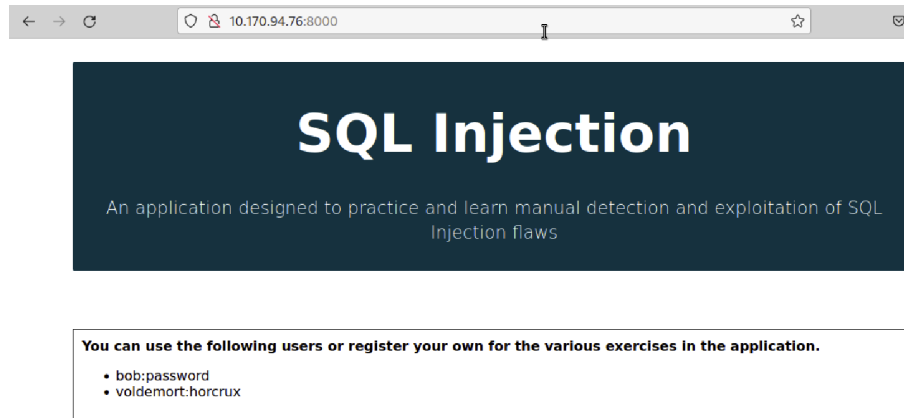 10.170.94.76:8000
SQL Injection
An application designed to practice and learn manual detection and exploitation of SQL
Injection flaws
You can use the following users or register your own for the various exercises in the application.
bob:password
voldemort:horcrux